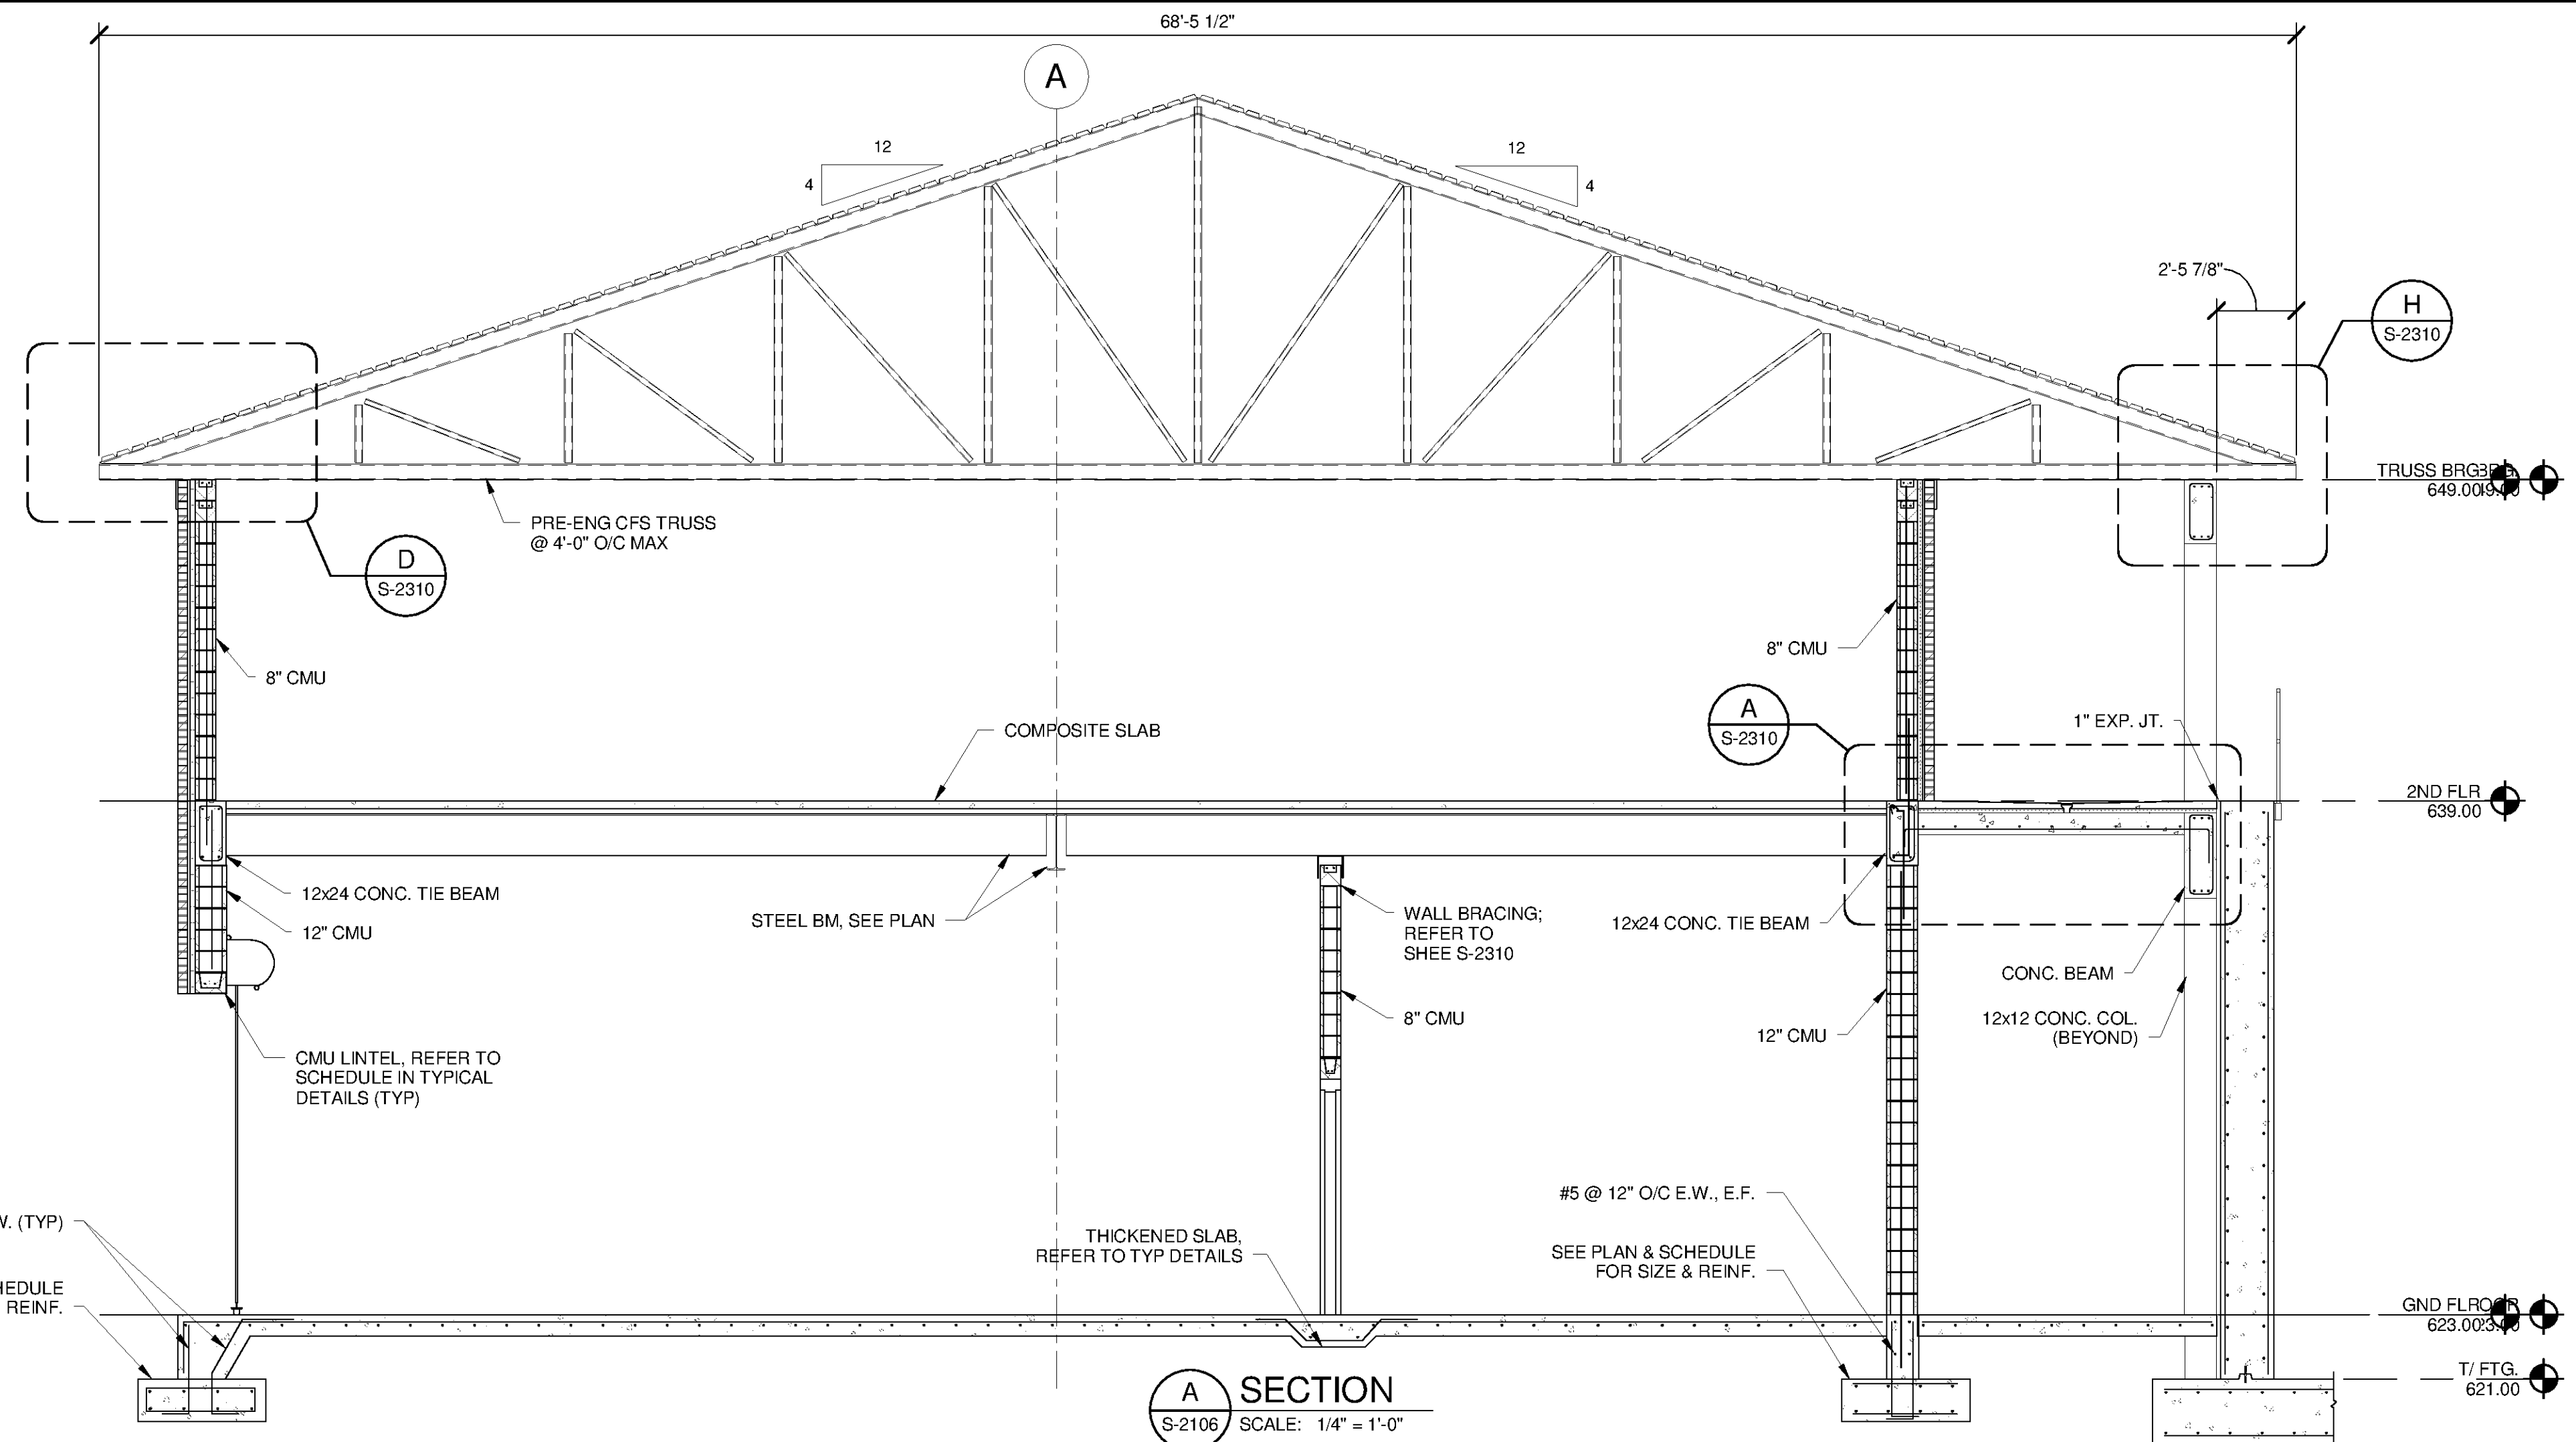 68'-5 1/2"
A
12
4
12
4
2'-5 7/8"
H
S-2310
TRUSS BRG
649.00
PRE-ENG CFS TRUSS
@ 4'-0" O/C MAX
D
S-2310
8" CMU
8" CMU
A
S-2310
1" EXP. JT.
COMPOSITE SLAB
2ND FLR
639.00
12x24 CONC. TIE BEAM
STEEL BM, SEE PLAN
12" CMU
WALL BRACING;
REFER TO
SHEE S-2310
12x24 CONC. TIE BEAM
CONC. BEAM
8" CMU
12" CMU
12x12 CONC. COL.
(BEYOND)
CMU LINTEL, REFER TO
SCHEDULE IN TYPICAL
DETAILS (TYP)
#5 @ 12" O/C E.W., E.F.
W. (TYP)
THICKENED SLAB,
REFER TO TYP DETAILS
SEE PLAN & SCHEDULE
FOR SIZE & REINF.
HEDULE
REINF.
GND FLR
623.00
T/ FTG.
621.00
A
S-2106
SECTION
SCALE: 1/4" = 1'-0"